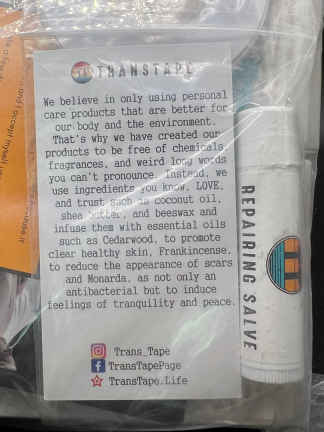 TRANSTAPE
We believe in only using personal
care products that are better for
our body and the environment.
That's why we have created our
products to be free of chemicals,
fragrances, and weird long words
you can't pronounce. Instead, we
use ingredients you know, LOVE,
and trust such as coconut oil,
shea butter, and beeswax and
infuse them with essential oils
such as Cedarwood, to promote
clear healthy skin, Frankincense,
to reduce the appearance of scars
and Monarda, as not only an
antibacterial but to induce
feelings of tranquility and peace.
Trans_Tape
TransTapePage
TransTape.Life
REPAIRING SALVE